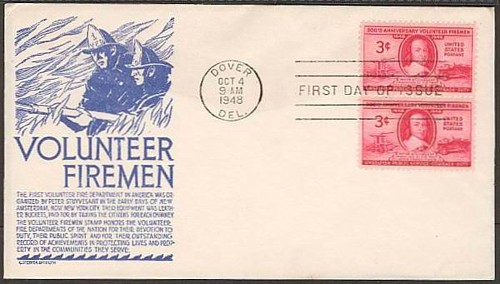 VOLUNTEER
FIREMEN
THE FIRST VOLUNTEER FIRE DEPARTMENT IN AMERICA WAS OR-
GANIZED BY PETER STUYVESANT IN THE EARLY DAYS OF NEW
AMSTERDAM, NOW NEW YORK CITY. THEIR EQUIPMENT WAS LEATH-
ER BUCKETS, PAID FOR BY TAXING THE CITIZENS FOR EACH CHIMNEY.
THE VOLUNTEER FIREMEN STAMP HONORS THE VOLUNTEER
FIRE DEPARTMENTS OF THE NATION FOR THEIR DEVOTION TO
DUTY, THEIR PUBLIC SPIRIT AND FOR THEIR OUTSTANDING
RECORD OF ACHIEVEMENTS IN PROTECTING LIVES AND PROP-
ERTY IN THE COMMUNITIES THEY SERVE.
DOVER
OCT 4
9-AM
1948
DEL.
FIRST DAY OF ISSUE
300TH ANNIVERSARY VOLUNTEER FIREMEN
3¢
UNITED
STATES
POSTAGE
300TH ANNIVERSARY VOLUNTEER FIREMEN
3¢
UNITED
STATES
POSTAGE